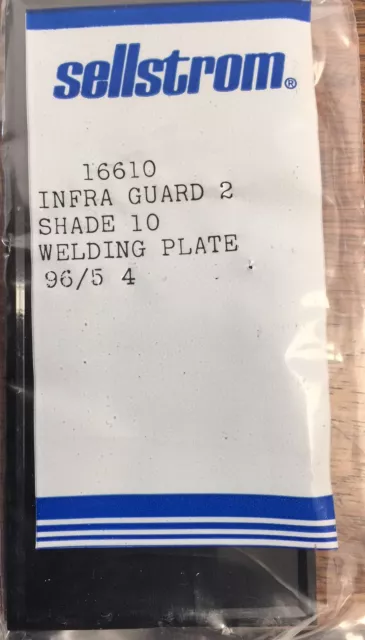 sellstrom®
16610
INFRA GUARD 2
SHADE 10
WELDING PLATE
96/5 4